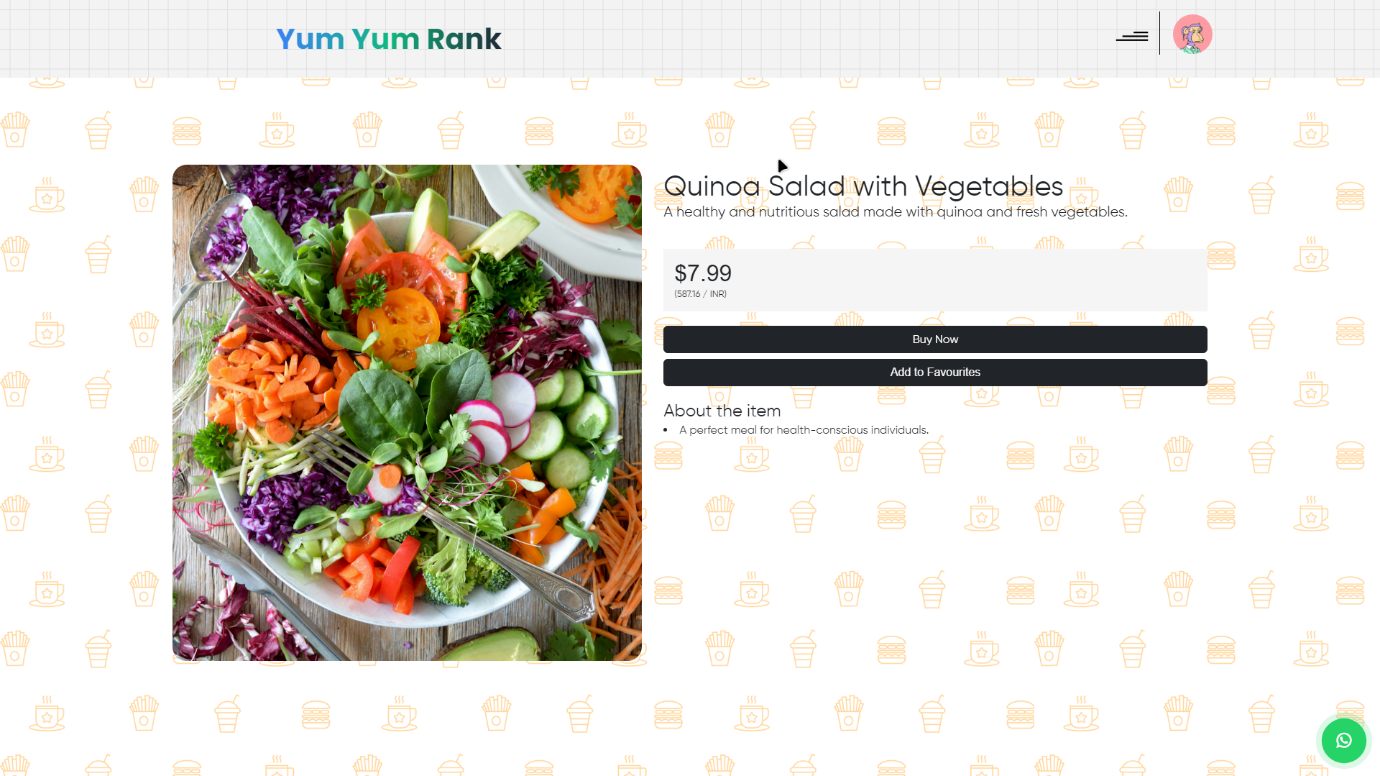 Yum Yum Rank
Quinoa Salad with Vegetables
A healthy and nutritious salad made with quinoa and fresh vegetables.
$7.99
(587.16 / INR)
Buy Now
Add to Favourites
About the item
• A perfect meal for health-conscious individuals.